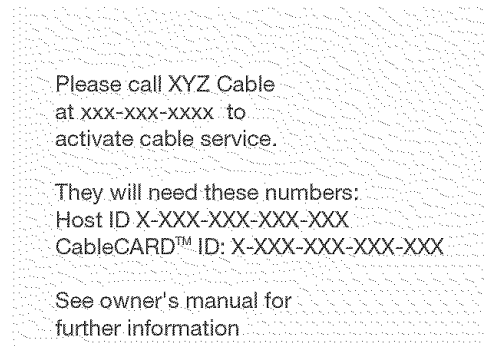 Please call XYZ Cable
at xxx-xxx-xxxx to
activate cable service.
They will need these numbers:
Host ID X-XXX-XXX-XXX-XXX
CableCARD™ ID: X-XXX-XXX-XXX-XXX
See owner's manual for
further information